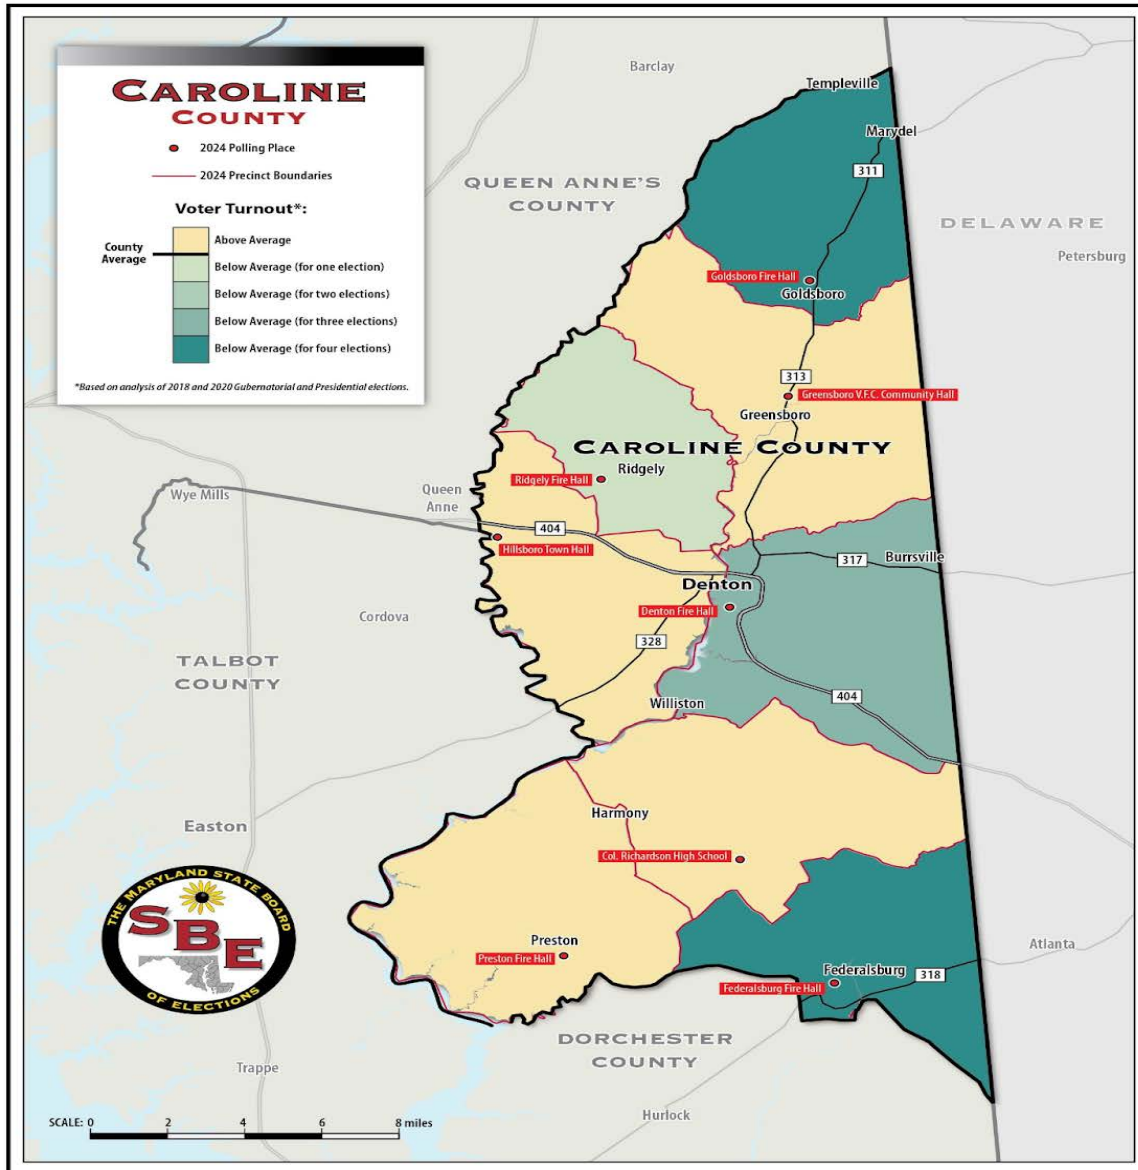 CAROLINE
COUNTY
2024 Polling Place
2024 Precinct Boundaries
Voter Turnout*:
County
Average
Above Average
Below Average (for one election)
Below Average (for two elections)
Below Average (for three elections)
Below Average (for four elections)
*Based on analysis of 2018 and 2020 Gubernatorial and Presidential elections.
Barclay
Templeville
Marydel
311
QUEEN ANNE'S
COUNTY
DELAWARE
Petersburg
Goldsboro Fire Hall
Goldsboro
313
Greensboro V.F.C. Community Hall
Greensboro
CAROLINE COUNTY
Ridgely
Ridgely Fire Hall
Queen
Anne
Wye Mills
404
Hillsboro Town Hall
317
Burrsville
Denton
Denton Fire Hall
Cordova
328
TALBOT
COUNTY
404
Williston
Harmony
Easton
Col. Richardson High School
THE MARYLAND STATE BOARD
SBE
OF ELECTIONS
Preston
Preston Fire Hall
Atlanta
Federalsburg
318
Federalsburg Fire Hall
DORCHESTER
COUNTY
Trappe
Hurlock
SCALE: 0 2 4 6 8 miles